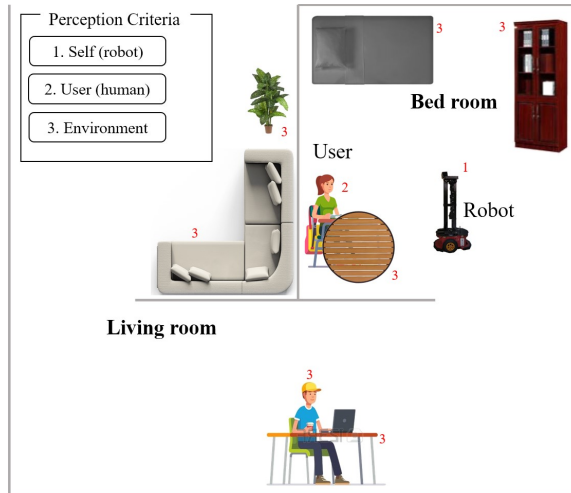 Perception Criteria
1. Self (robot)
2. User (human)
3. Environment
3
3
3
Bed room
3
User
1
2
Robot
3
3
Living room
3
3